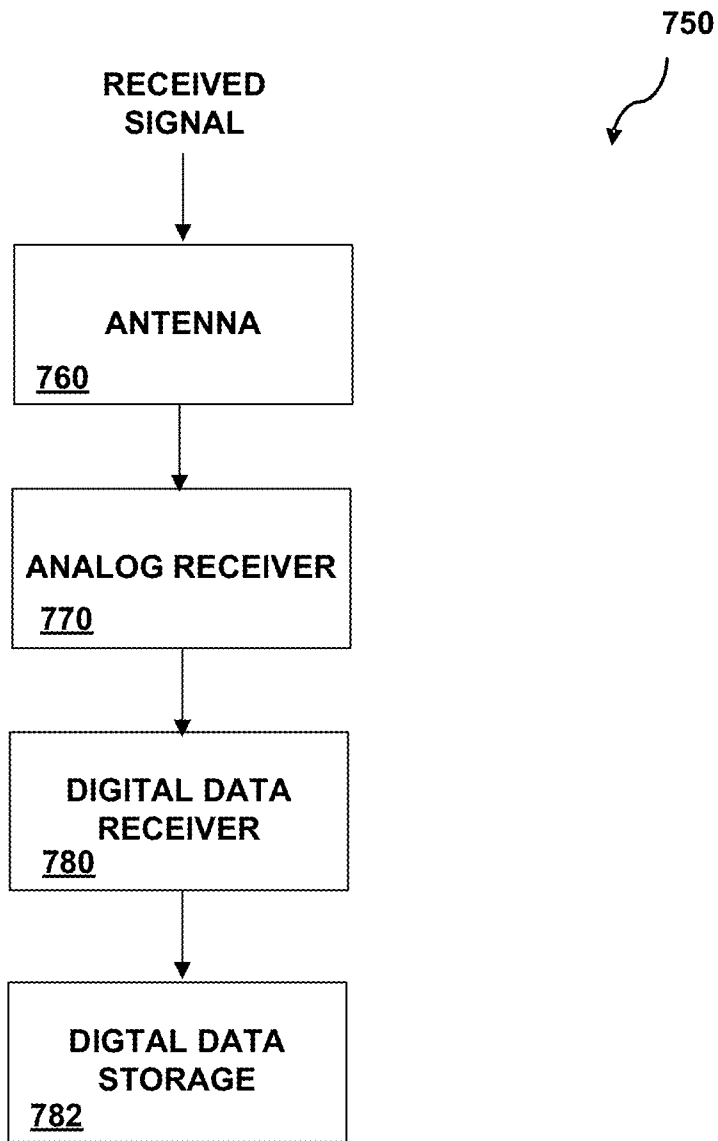 750
RECEIVED
SIGNAL
ANTENNA
760
ANALOG RECEIVER
770
DIGITAL DATA
RECEIVER
780
DIGTAL DATA
STORAGE
782